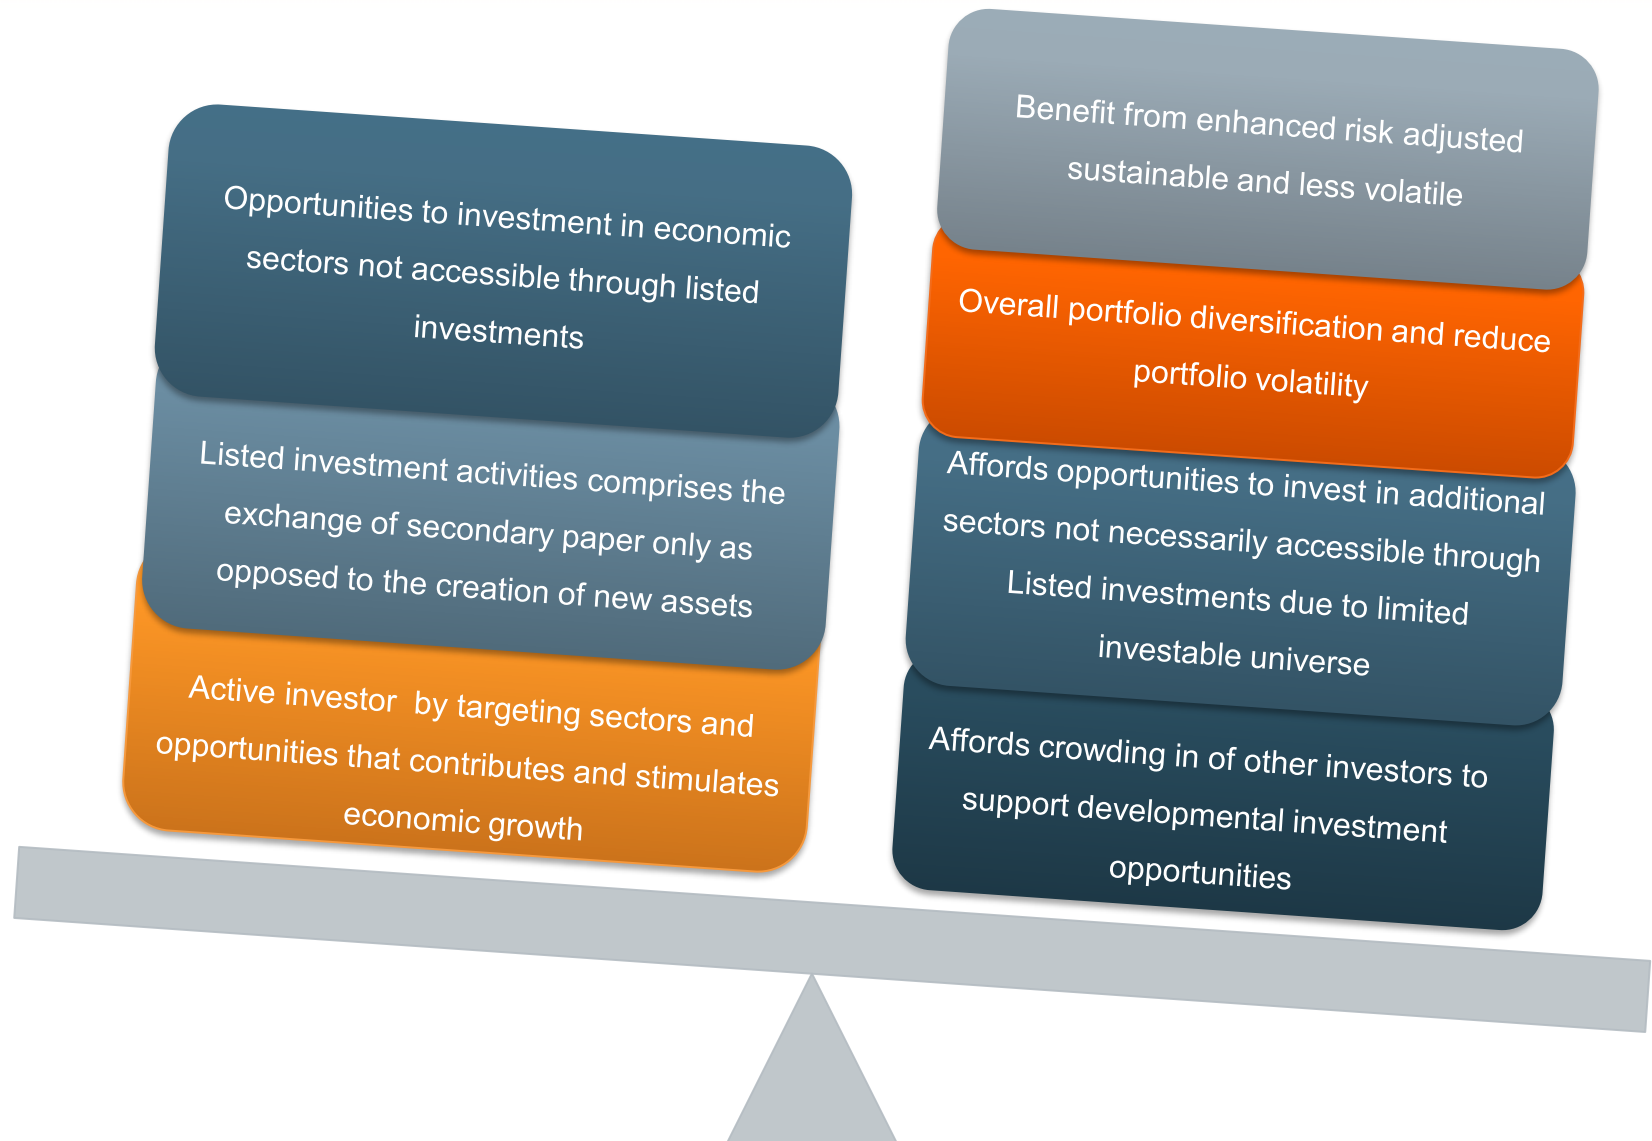 Opportunities to investment in economic
sectors not accessible through listed
investments
Listed investment activities comprises the
exchange of secondary paper only as
opposed to the creation of new assets
Active investor  by targeting sectors and
opportunities that contributes and stimulates
economic growth
Benefit from enhanced risk adjusted
sustainable and less volatile
Overall portfolio diversification and reduce
portfolio volatility
Affords opportunities to invest in additional
sectors not necessarily accessible through
Listed investments due to limited
investable universe
Affords crowding in of other investors to
support developmental investment
opportunities